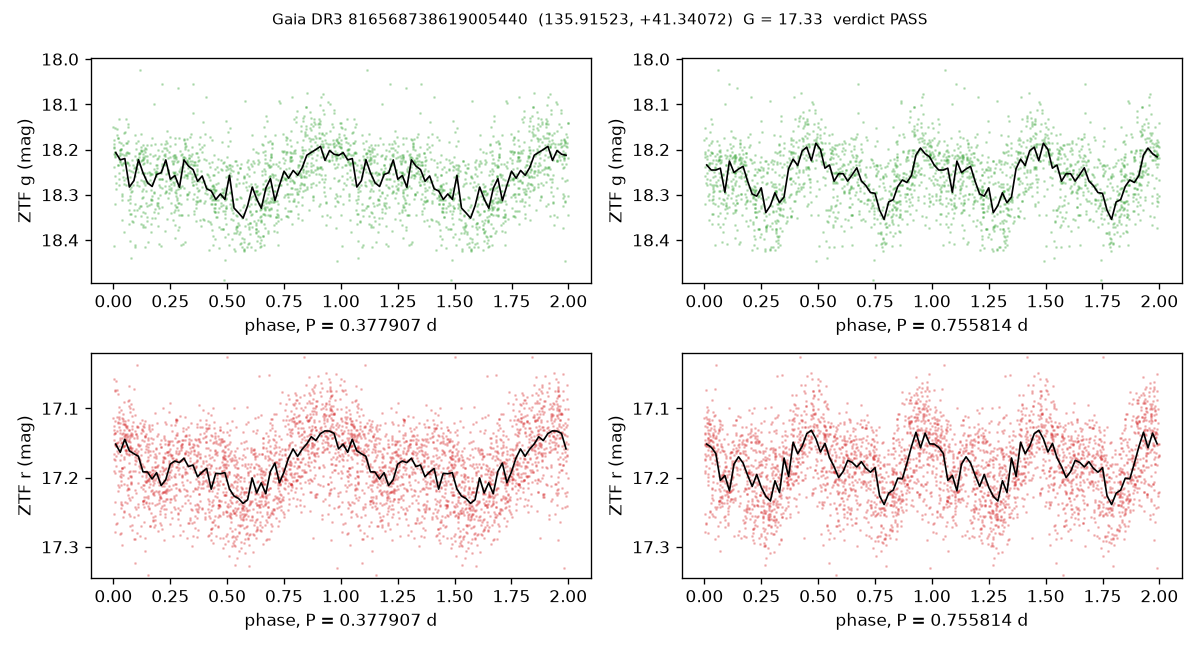 Gaia DR3 816568738619005440 (135.91523, +41.34072) G = 17.33 verdict PASS
ZTF g (mag)
18.0
18.1
18.2
18.3
18.4
0.00 0.25 0.50 0.75 1.00 1.25 1.50 1.75 2.00
phase, P = 0.377907 d
ZTF g (mag)
18.0
18.1
18.2
18.3
18.4
0.00 0.25 0.50 0.75 1.00 1.25 1.50 1.75 2.00
phase, P = 0.755814 d
ZTF r (mag)
17.1
17.2
17.3
0.00 0.25 0.50 0.75 1.00 1.25 1.50 1.75 2.00
phase, P = 0.377907 d
ZTF r (mag)
17.1
17.2
17.3
0.00 0.25 0.50 0.75 1.00 1.25 1.50 1.75 2.00
phase, P = 0.755814 d